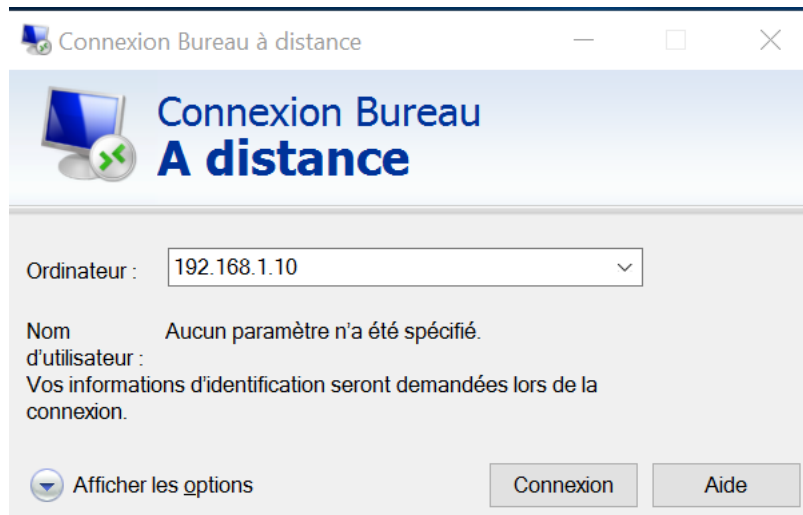 Connexion Bureau à distance
Connexion Bureau
A distance
Ordinateur :
192.168.1.10
Nom
d'utilisateur :
Aucun paramètre n'a été spécifié.
Vos informations d'identification seront demandées lors de la
connexion.
Afficher les options
Connexion
Aide